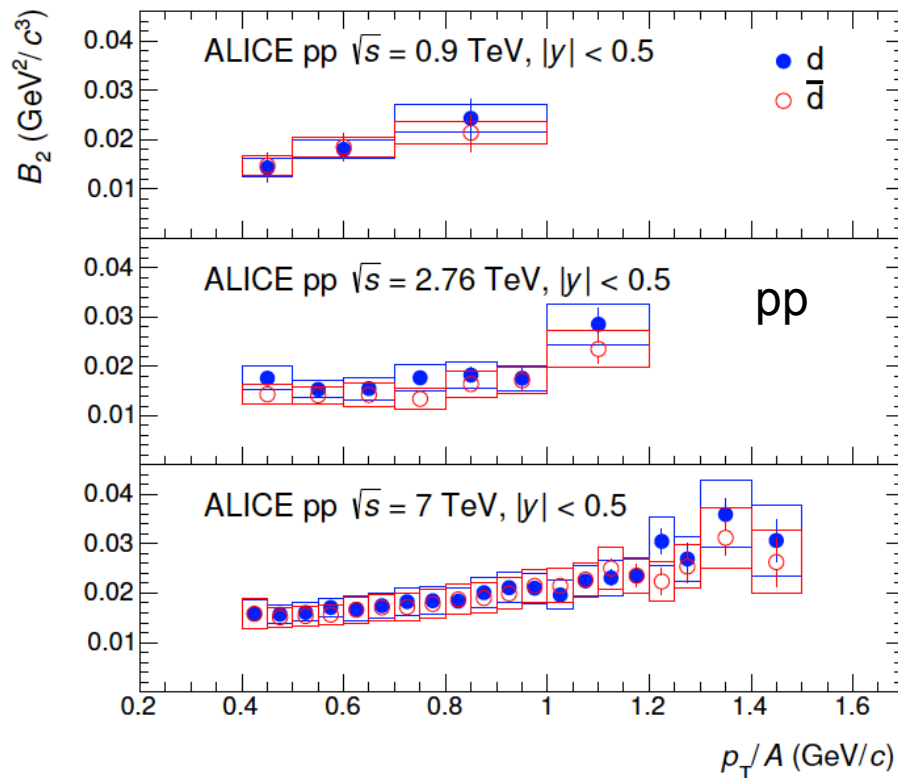 B₂ (GeV²/c³)
ALICE pp √s = 0.9 TeV, |y| < 0.5
d
d̅
0.04
0.03
0.02
0.01
ALICE pp √s = 2.76 TeV, |y| < 0.5
pp
0.04
0.03
0.02
0.01
ALICE pp √s = 7 TeV, |y| < 0.5
0.04
0.03
0.02
0.01
0.2 0.4 0.6 0.8 1 1.2 1.4 1.6
p_T/A (GeV/c)